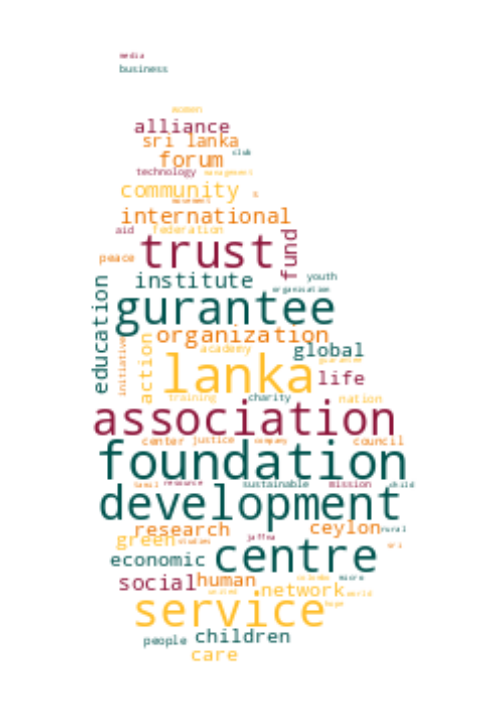 media
business
women
alliance
sri lanka
club
forum
technology management
community s
movement
international
aid federation
peace trust fund
institute youth
organisation
education gurantee
organization
initiative action academy global
guarantee
lanka life
training charity nation
association
center justice company council
foundation
tamil resource sustainable mission child
development
research ceylon rural
green studies jaffna sri
economic centre
social human colombo micro
united network world
service hope
people children
care